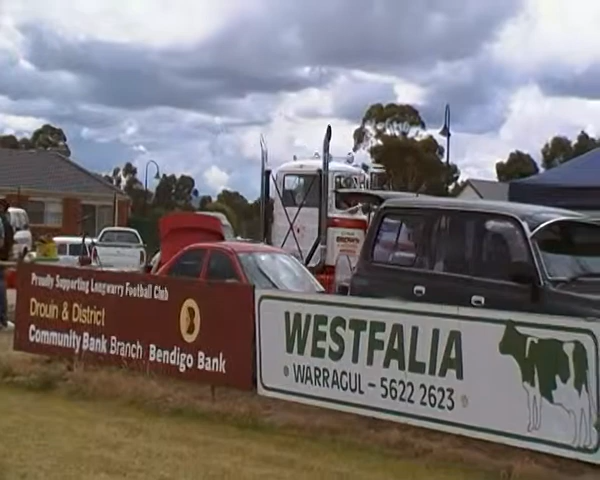 Proudly Supporting Longwarry Football Club
Drouin & District
Community Bank Branch Bendigo Bank
WESTFALIA
WARRAGUL - 5622 2623